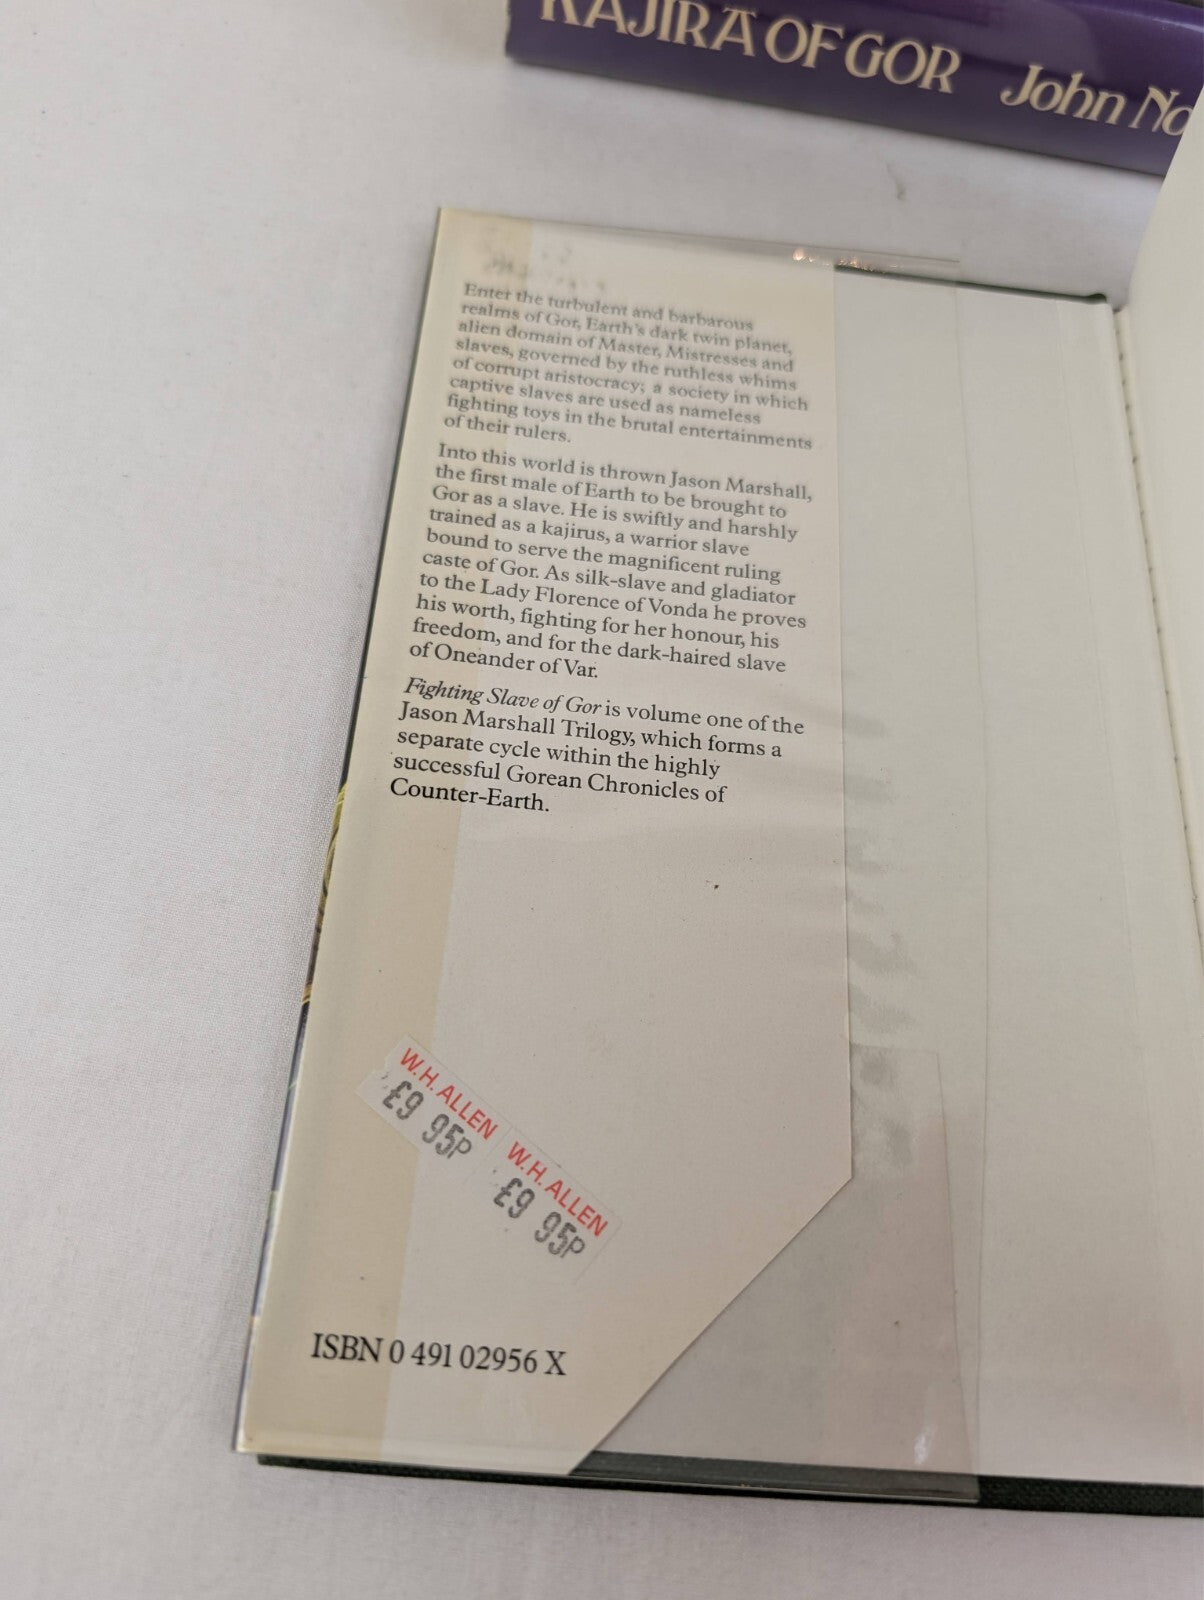 KAJIRA OF GOR John No
Enter the turbulent and barbarous
realms of Gor, Earth's dark twin planet,
alien domain of Master, Mistresses and
slaves, governed by the ruthless whims
of corrupt aristocracy; a society in which
captive slaves are used as nameless
fighting toys in the brutal entertainments
of their rulers.
Into this world is thrown Jason Marshall,
the first male of Earth to be brought to
Gor as a slave. He is swiftly and harshly
trained as a kajirus, a warrior slave
bound to serve the magnificent ruling
caste of Gor. As silk-slave and gladiator
to the Lady Florence of Vonda he proves
his worth, fighting for her honour, his
freedom, and for the dark-haired slave
of Oneander of Var.
Fighting Slave of Gor is volume one of the
Jason Marshall Trilogy, which forms a
separate cycle within the highly
successful Gorean Chronicles of
Counter-Earth.
W.H. ALLEN
£9 95P
W.H. ALLEN
£9 95P
ISBN 0 491 02956 X